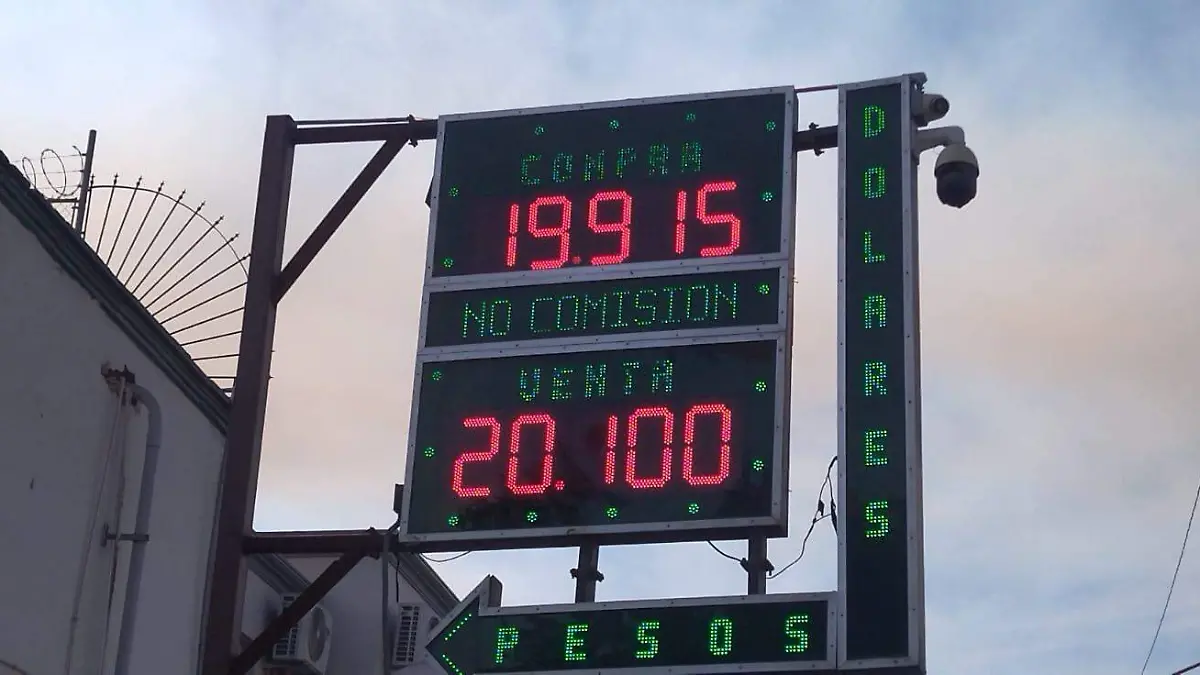 COMPRA
19.915
NO COMISION
VENTA
20.100
DOLARES
PESOS